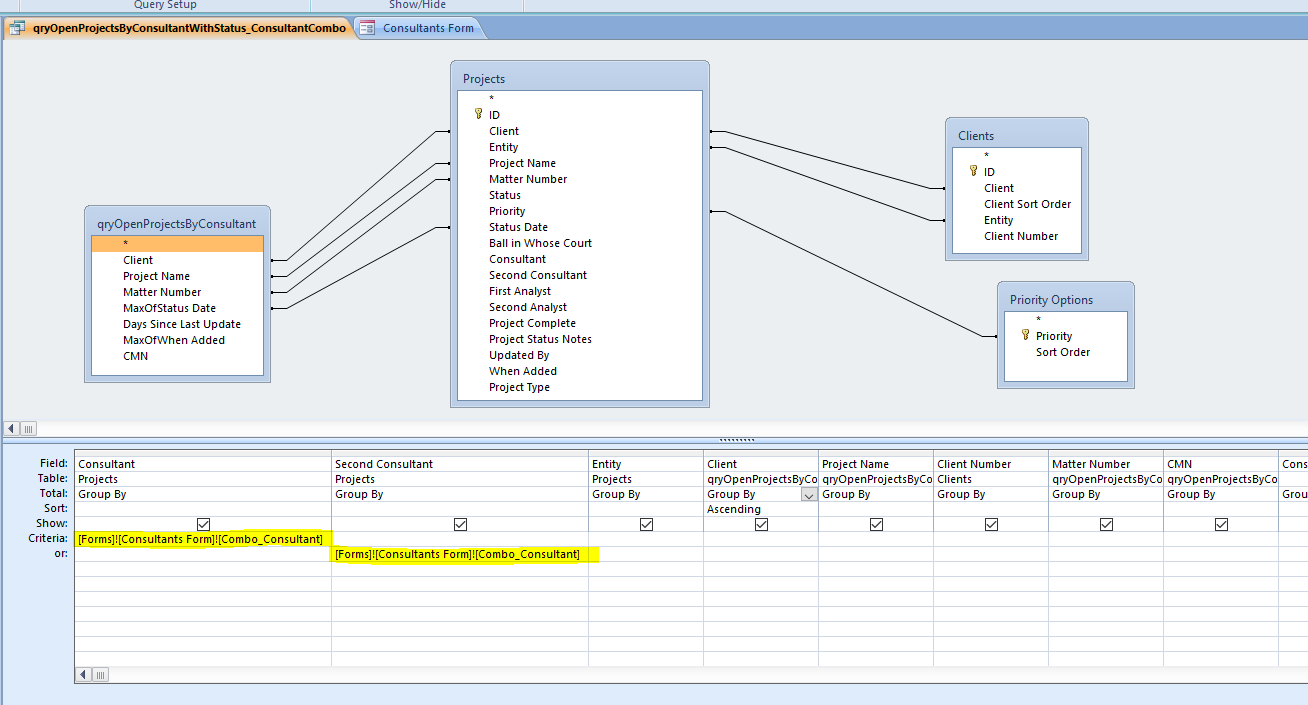 Query Setup Show/Hide
qryOpenProjectsByConsultantWithStatus_ConsultantCombo Consultants Form
Projects
*
ID
Client
Entity
Project Name
Matter Number
Status
Priority
Status Date
Ball in Whose Court
Consultant
Second Consultant
First Analyst
Second Analyst
Project Complete
Project Status Notes
Updated By
When Added
Project Type
Clients
*
ID
Client
Client Sort Order
Entity
Client Number
qryOpenProjectsByConsultant
*
Client
Project Name
Matter Number
MaxOfStatus Date
Days Since Last Update
MaxOfWhen Added
CMN
Priority Options
*
Priority
Sort Order
Field: Consultant Second Consultant Entity Client Project Name Client Number Matter Number CMN Cons
Table: Projects Projects Projects qryOpenProjectsByCo qryOpenProjectsByCo Clients qryOpenProjectsByCo qryOpenProjectsByCo
Total: Group By Group By Group By Group By Group By Group By Group By Group By Grou
Sort: Ascending
Show:
Criteria: [Forms]![Consultants Form]![Combo_Consultant]
or: [Forms]![Consultants Form]![Combo_Consultant]